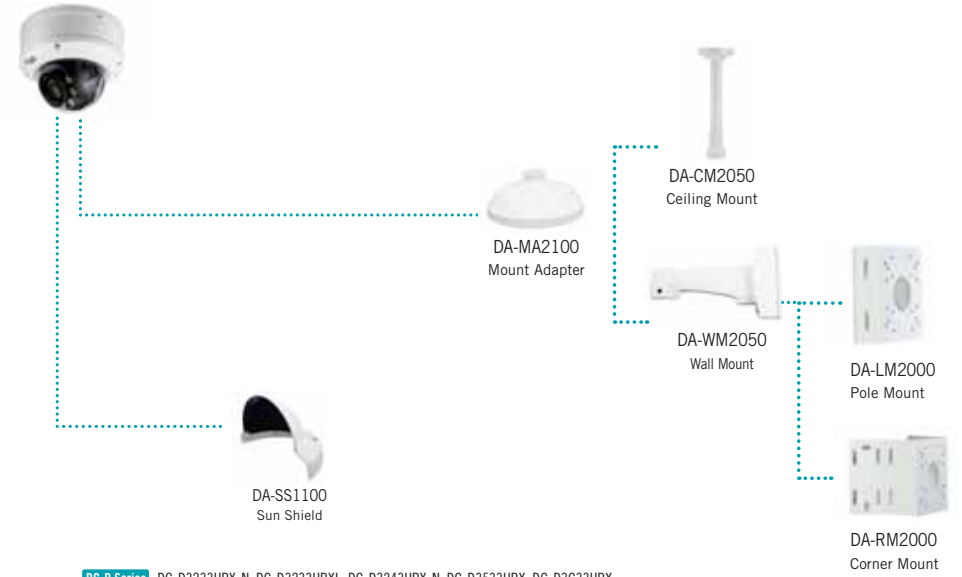 DA-CM2050
Ceiling Mount
DA-MA2100
Mount Adapter
DA-WM2050
Wall Mount
DA-LM2000
Pole Mount
DA-SS1100
Sun Shield
DA-RM2000
Corner Mount